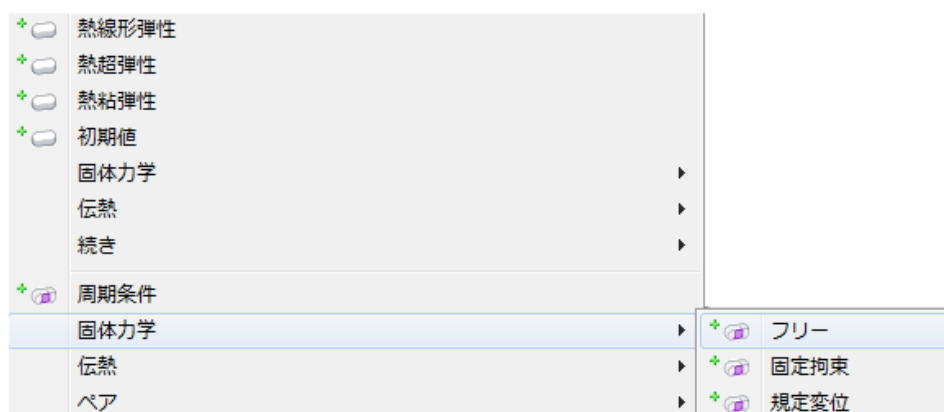 熱線形弾性
熱超弾性
熱粘弾性
初期値
固体力学
伝熱
続き
周期条件
固体力学
フリー
伝熱
固定拘束
ペア
規定変位